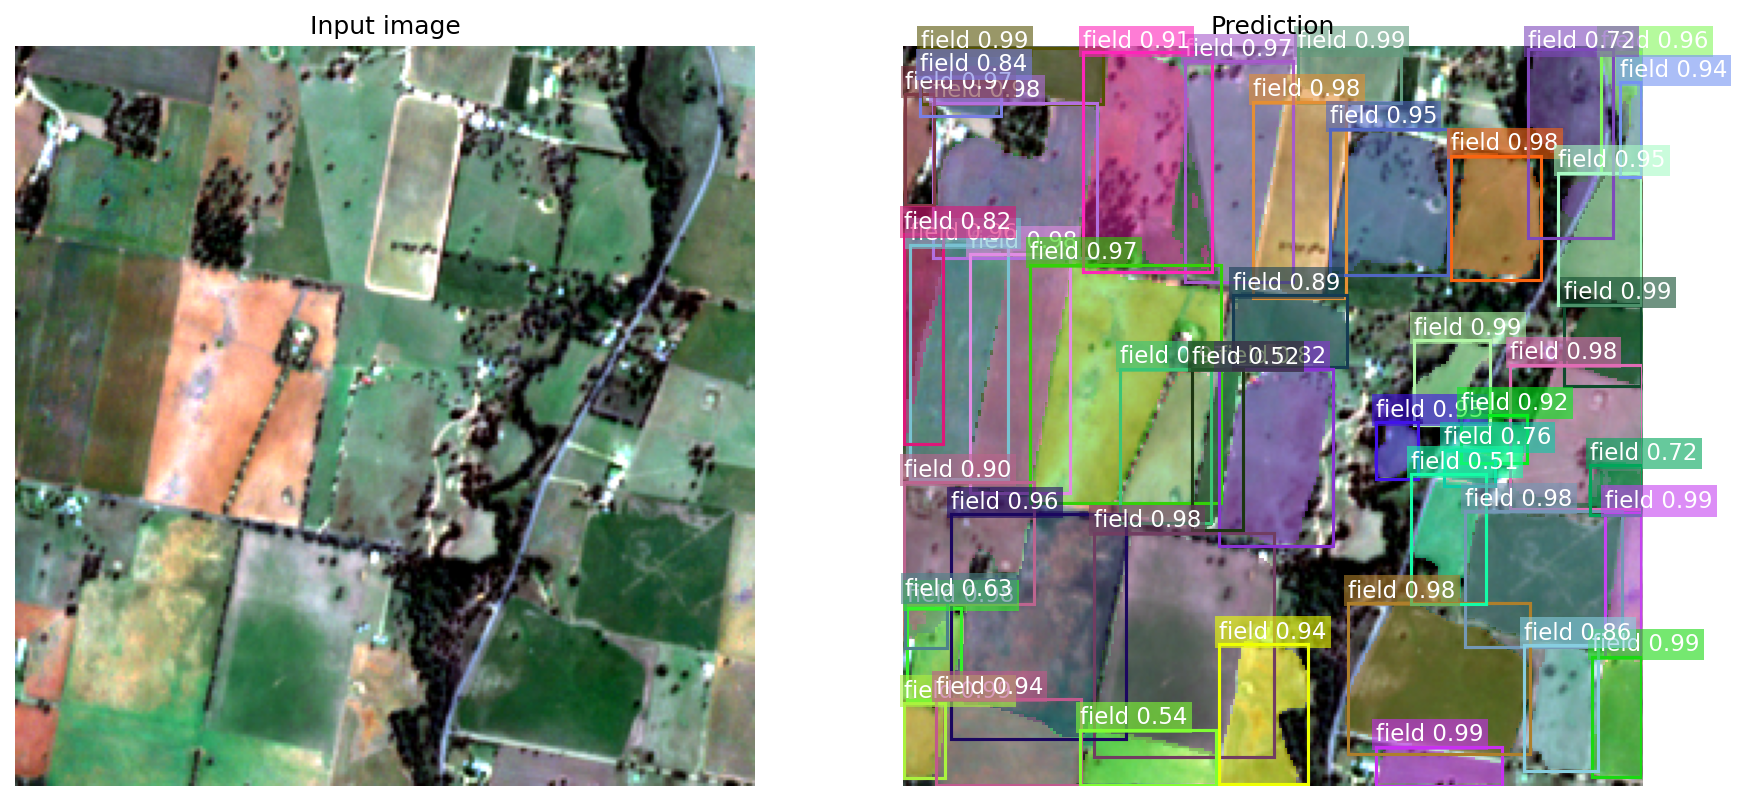 Input image
Prediction
field 0.99
field 0.91
field 0.97
field 0.99
field 0.72
0.96
field 0.84
field 0.94
field 0.97
0.98
field 0.98
field 0.95
field 0.98
field 0.95
field 0.82
field 0.98
field 0.97
field 0.89
field 0.99
field 0.99
field 0.52
field 0.98
field
field 0.92
field 0.76
field 0.72
field 0.51
field 0.90
field 0.96
field 0.98
field 0.99
field 0.98
field 0.63
field 0.98
field 0.94
field 0.86
field 0.99
field 0.94
field 0.54
field 0.99